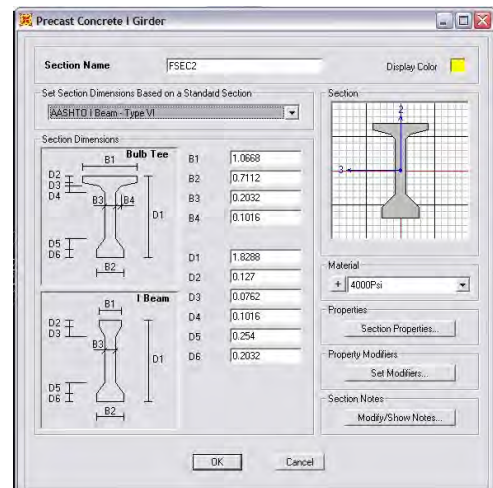 Precast Concrete I Girder
Section Name FSEC2 Display Color
Set Section Dimensions Based on a Standard Section
AASHTO I Beam - Type VI
Section
2
3
Section Dimensions
Bulb Tee
B1
D2
D3
D4
B3 B4
D1
D5
D6
B2
I Beam
B1
D2
D3
B3
D1
D5
D6
B2
B1 1.0668
B2 0.7112
B3 0.2032
B4 0.1016
D1 1.8288
D2 0.127
D3 0.0762
D4 0.1016
D5 0.254
D6 0.2032
Material
+ 4000Psi
Properties
Section Properties...
Property Modifiers
Set Modifiers...
Section Notes
Modify/Show Notes...
OK Cancel